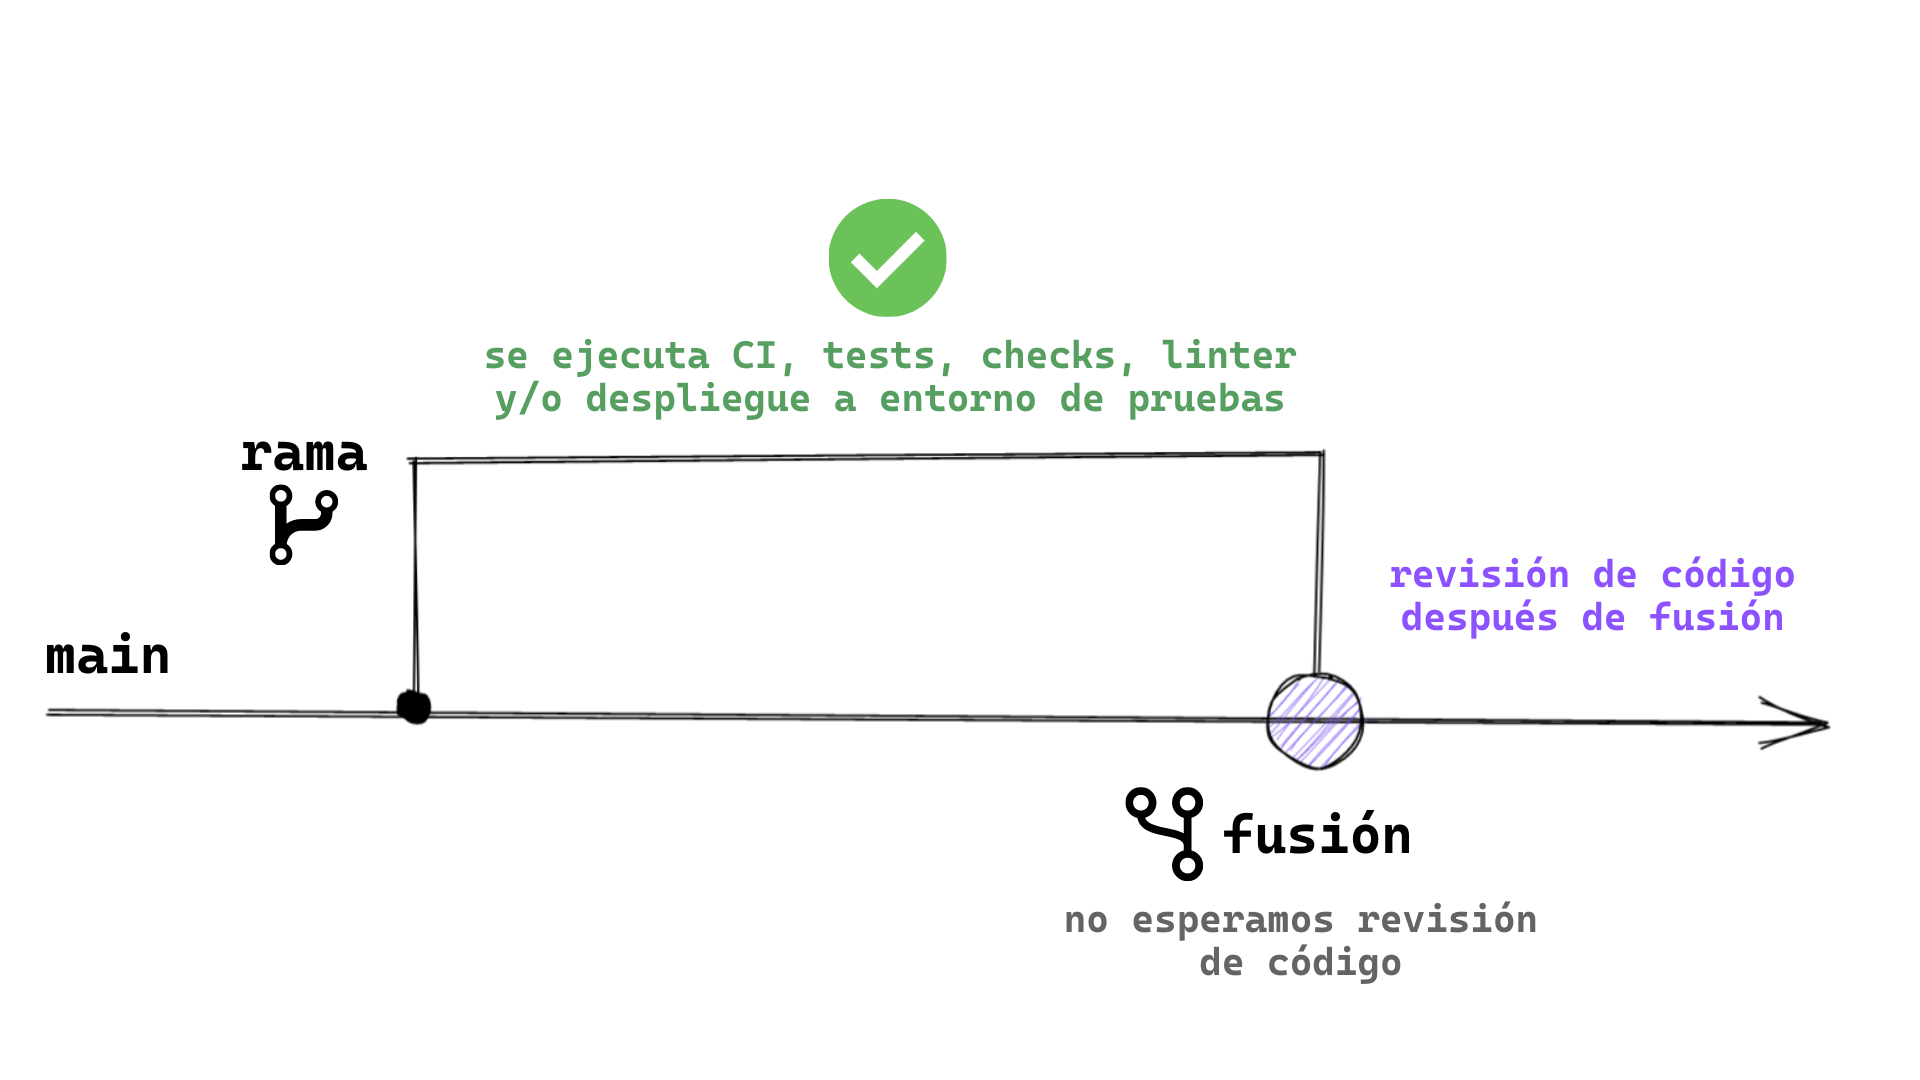 se ejecuta CI, tests, checks, linter
y/o despliegue a entorno de pruebas
rama
revisión de código
después de fusión
main
fusión
no esperamos revisión
de código